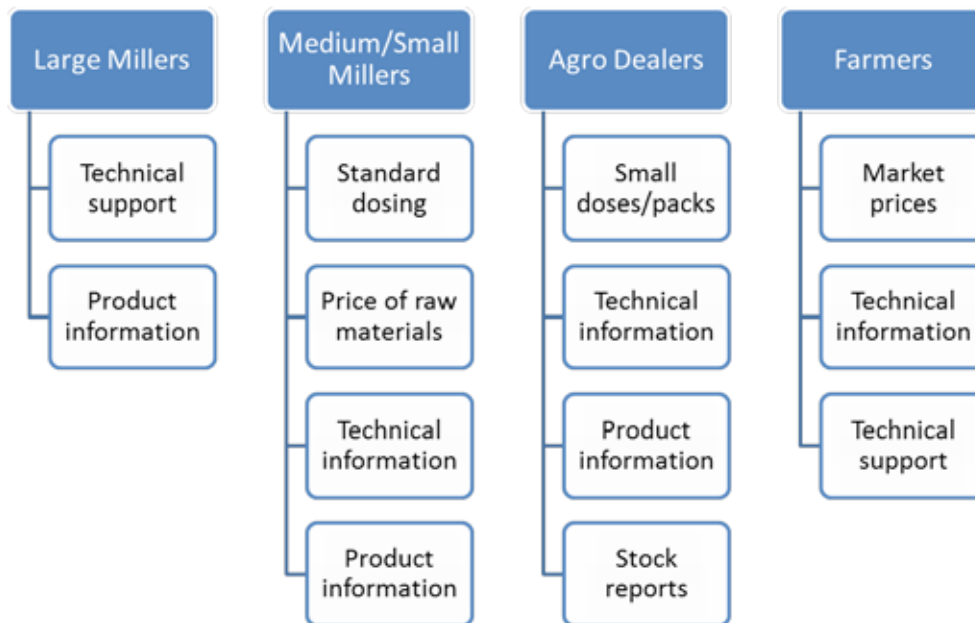 Large Millers
Technical
support
Product
information
Medium/Small
Millers
Standard
dosing
Price of raw
materials
Technical
information
Product
information
Agro Dealers
Small
doses/packs
Technical
information
Product
information
Stock
reports
Farmers
Market
prices
Technical
information
Technical
support